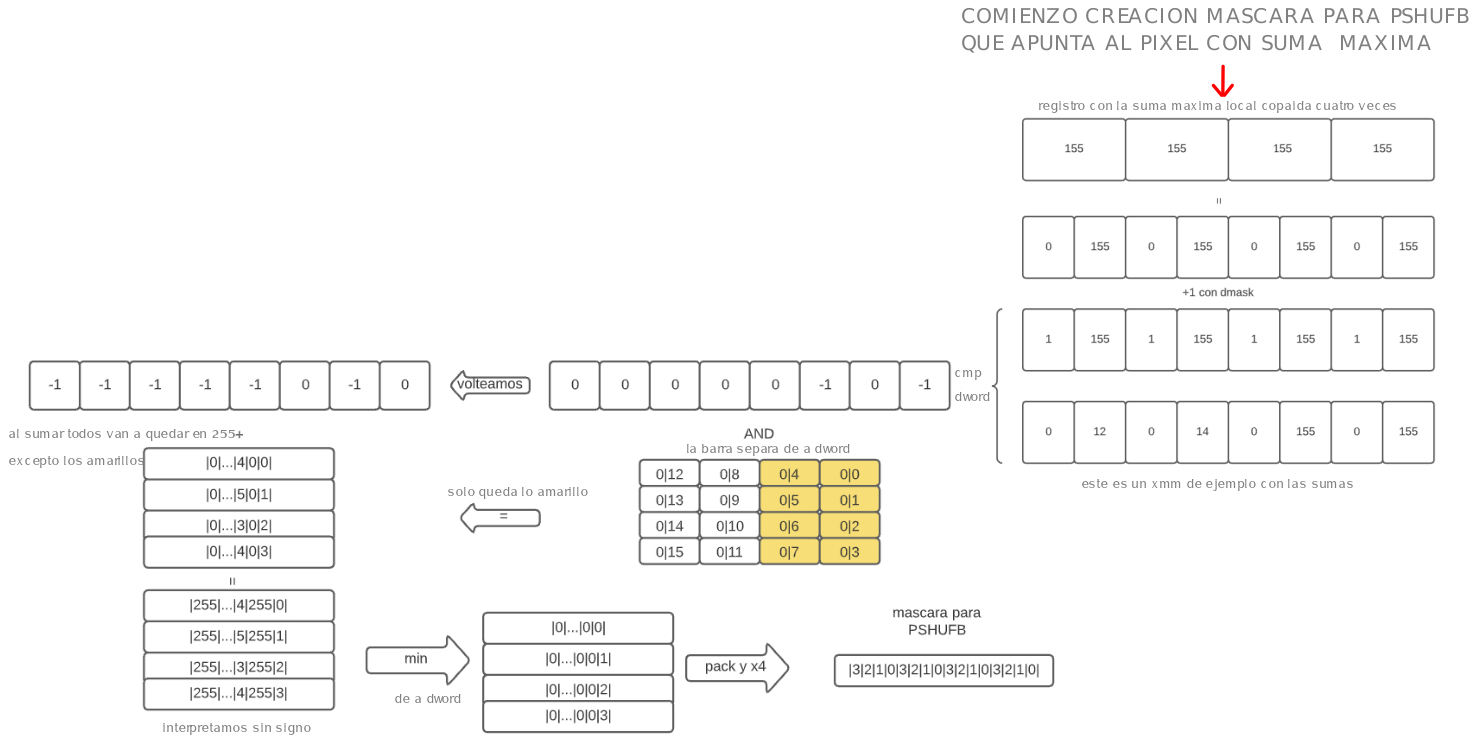 COMIENZO CREACION MASCARA PARA PSHUFB
QUE APUNTA AL PIXEL CON SUMA MAXIMA
registro con la suma maxima local copaida cuatro veces
155 155 155 155
=
0 155 0 155 0 155 0 155
+1 con dmask
1 155 1 155 1 155 1 155
cmp
dword
0 12 0 14 0 155 0 155
este es un xmm de ejemplo con las sumas
0 0 0 0 0 -1 0 -1
volteamos
-1 -1 -1 -1 -1 0 -1 0
AND
la barra separa de a dword
0|12 0|8 0|4 0|0
0|13 0|9 0|5 0|1
0|14 0|10 0|6 0|2
0|15 0|11 0|7 0|3
solo queda lo amarillo
=
al sumar todos van a quedar en 255+
excepto los amarillos
|0|...|4|0|0|
|0|...|5|0|1|
|0|...|3|0|2|
|0|...|4|0|3|
=
|255|...|4|255|0|
|255|...|5|255|1|
|255|...|3|255|2|
|255|...|4|255|3|
interpretamos sin signo
min
de a dword
|0|...|0|0|
|0|...|0|0|1|
|0|...|0|0|2|
|0|...|0|0|3|
pack y x4
mascara para
PSHUFB
|3|2|1|0|3|2|1|0|3|2|1|0|3|2|1|0|